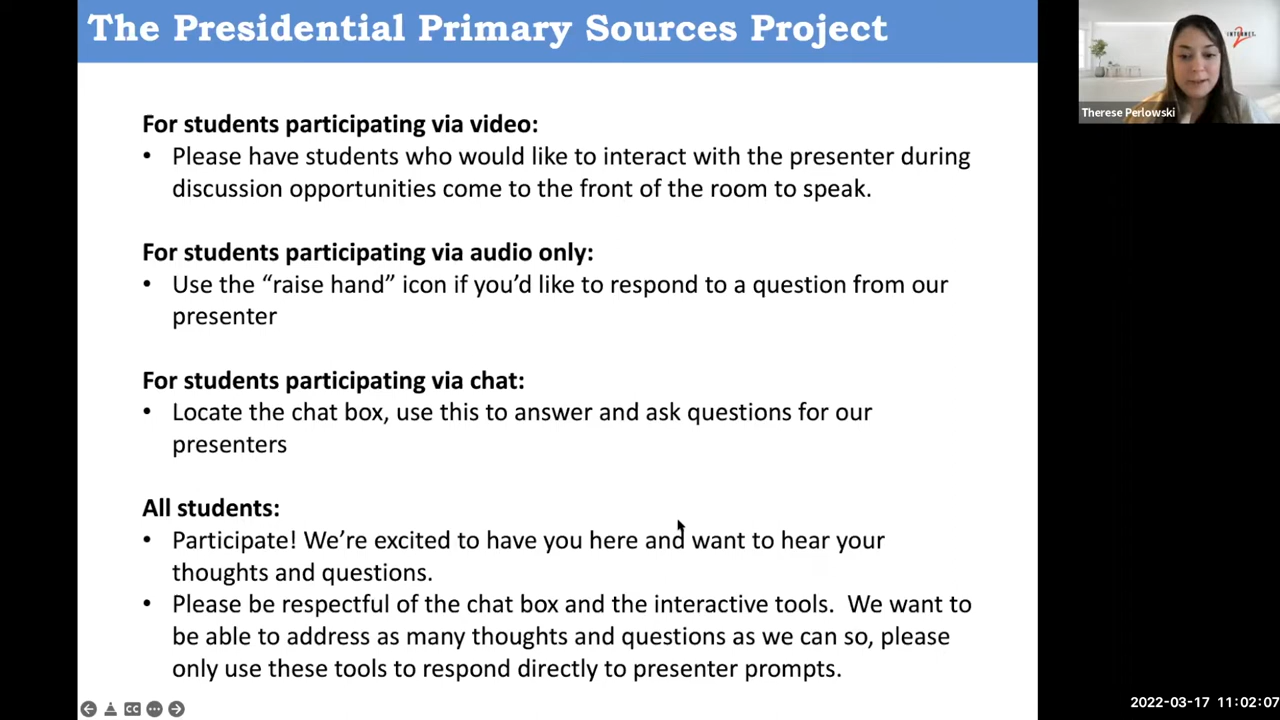 The Presidential Primary Sources Project
For students participating via video:
• Please have students who would like to interact with the presenter during
discussion opportunities come to the front of the room to speak.
For students participating via audio only:
• Use the “raise hand” icon if you’d like to respond to a question from our
presenter
For students participating via chat:
• Locate the chat box, use this to answer and ask questions for our
presenters
All students:
• Participate! We’re excited to have you here and want to hear your
thoughts and questions.
• Please be respectful of the chat box and the interactive tools.  We want to
be able to address as many thoughts and questions as we can so, please
only use these tools to respond directly to presenter prompts.
CC
INTERNET
2
Therese Perlowski
2022-03-17 11:02:07